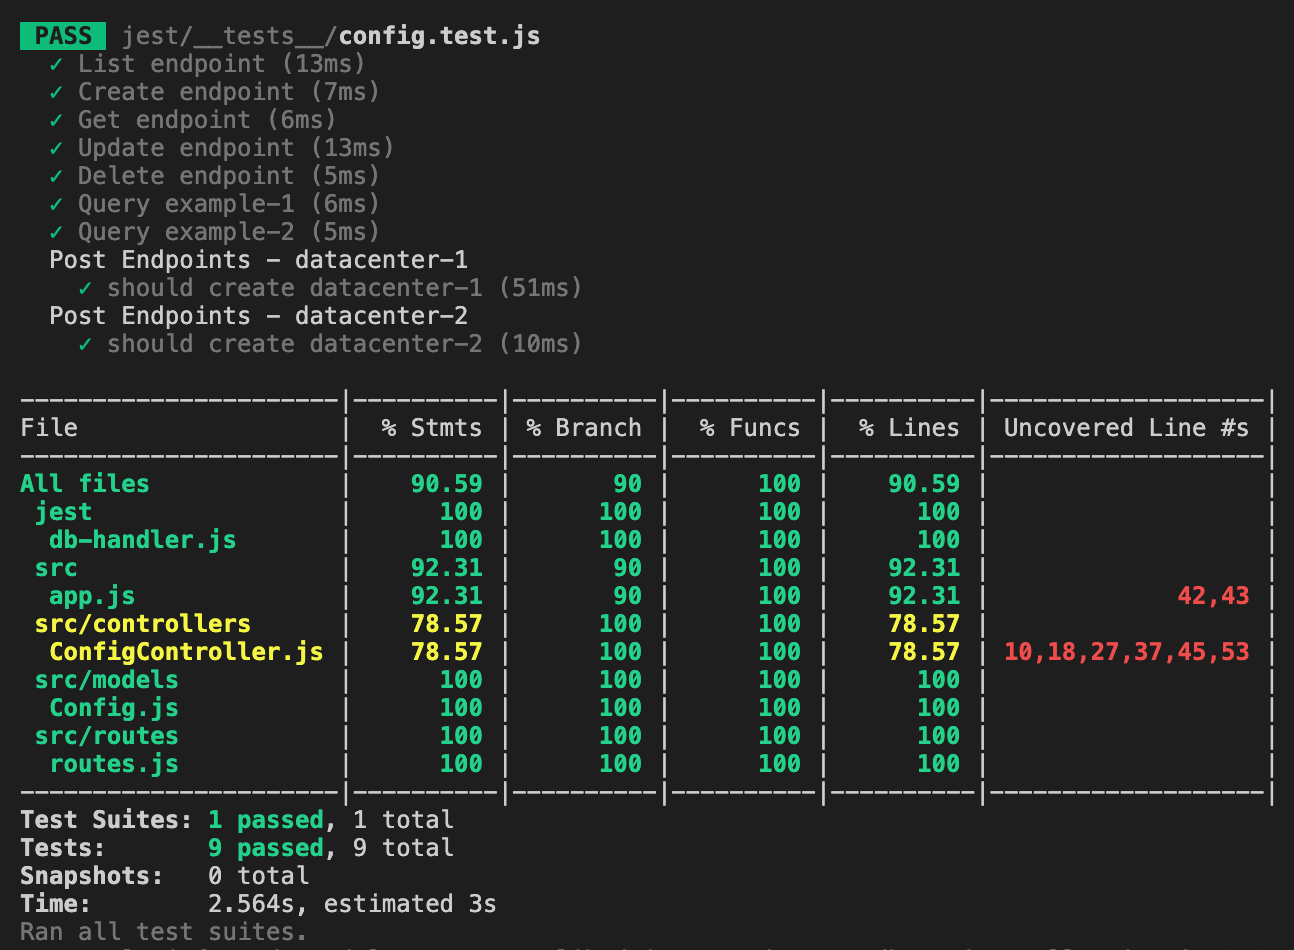 PASS jest/__tests__/config.test.js
✓ List endpoint (13ms)
✓ Create endpoint (7ms)
✓ Get endpoint (6ms)
✓ Update endpoint (13ms)
✓ Delete endpoint (5ms)
✓ Query example-1 (6ms)
✓ Query example-2 (5ms)
Post Endpoints - datacenter-1
✓ should create datacenter-1 (51ms)
Post Endpoints - datacenter-2
✓ should create datacenter-2 (10ms)
----------------------|----------|----------|----------|----------|-------------------|
File | % Stmts | % Branch | % Funcs | % Lines | Uncovered Line #s |
----------------------|----------|----------|----------|----------|-------------------|
All files | 90.59 | 90 | 100 | 90.59 | |
jest | 100 | 100 | 100 | 100 | |
db-handler.js | 100 | 100 | 100 | 100 | |
src | 92.31 | 90 | 100 | 92.31 | |
app.js | 92.31 | 90 | 100 | 92.31 | 42,43 |
src/controllers | 78.57 | 100 | 100 | 78.57 | |
ConfigController.js | 78.57 | 100 | 100 | 78.57 | 10,18,27,37,45,53 |
src/models | 100 | 100 | 100 | 100 | |
Config.js | 100 | 100 | 100 | 100 | |
src/routes | 100 | 100 | 100 | 100 | |
routes.js | 100 | 100 | 100 | 100 | |
----------------------|----------|----------|----------|----------|-------------------|
Test Suites: 1 passed, 1 total
Tests: 9 passed, 9 total
Snapshots: 0 total
Time: 2.564s, estimated 3s
Ran all test suites.